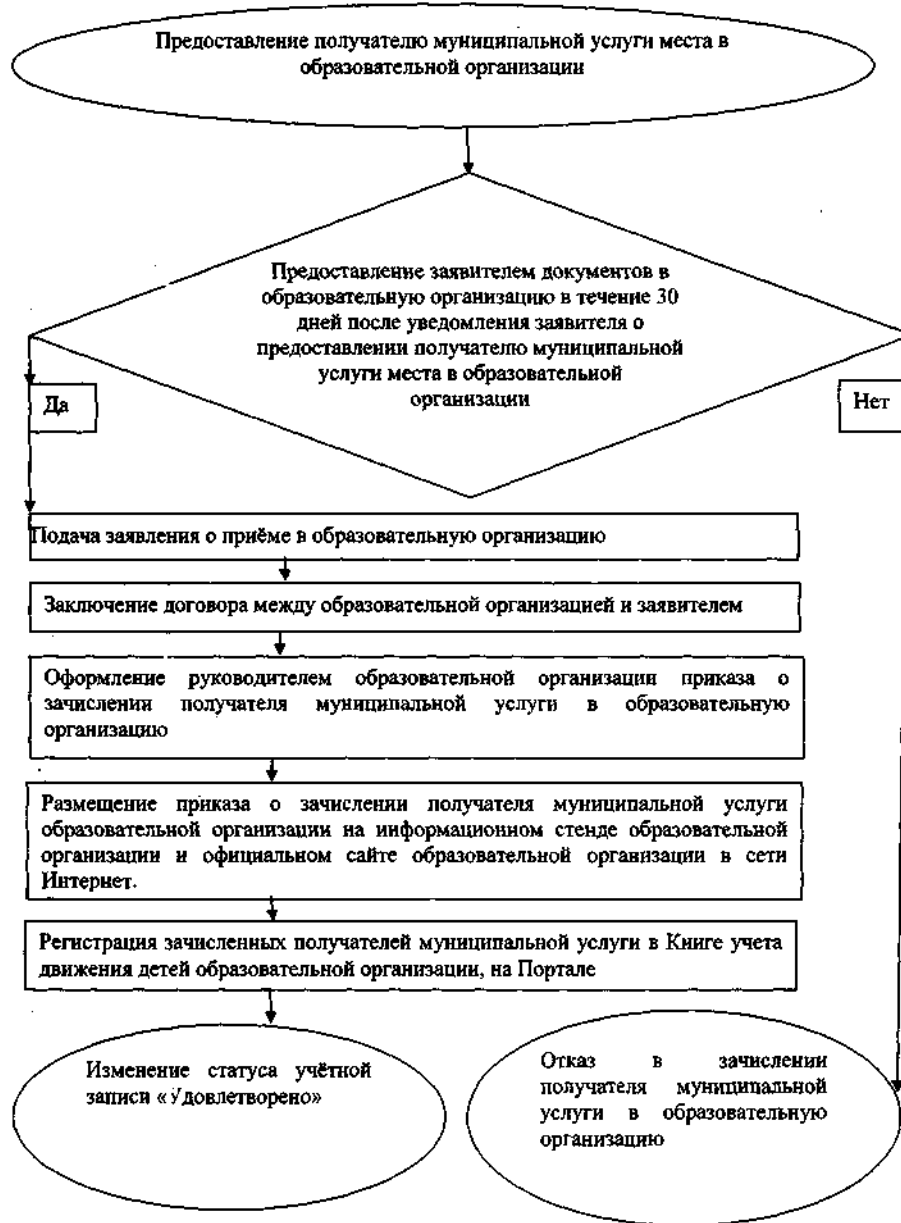 Предоставление получателю муниципальной услуги места в
образовательной организации
Предоставление заявителем документов в
образовательную организацию в течение 30
дней после уведомления заявителя о
предоставлении получателю муниципальной
услуги места в образовательной
организации
Да
Нет
Подача заявления о приёме в образовательную организацию
Заключение договора между образовательной организацией и заявителем
Оформление руководителем образовательной организации приказа о
зачислении получателя муниципальной услуги в образовательную
организацию
Размещение приказа о зачислении получателя муниципальной услуги
образовательной организации на информационном стенде образовательной
организации и официальном сайте образовательной организации в сети
Интернет.
Регистрация зачисленных получателей муниципальной услуги в Книге учета
движения детей образовательной организации, на Портале
Изменение статуса учётной
записи «Удовлетворено»
Отказ в зачислении
получателя муниципальной
услуги в образовательную
организацию